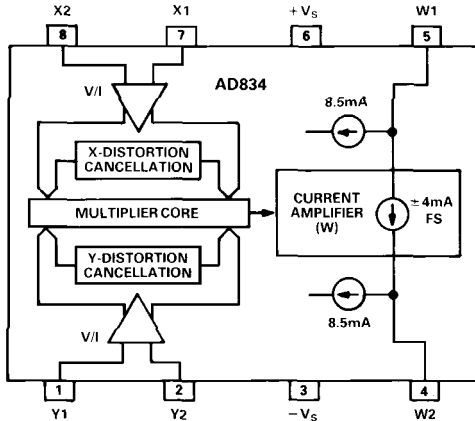 X2 X1 + VS W1
8 7 6 5
V/I AD834
8.5mA
X-DISTORTION
CANCELLATION
MULTIPLIER CORE
CURRENT
AMPLIFIER
(W)
± 4mA
FS
Y-DISTORTION
CANCELLATION
V/I
8.5mA
1 2 3 4
Y1 Y2 − VS W2